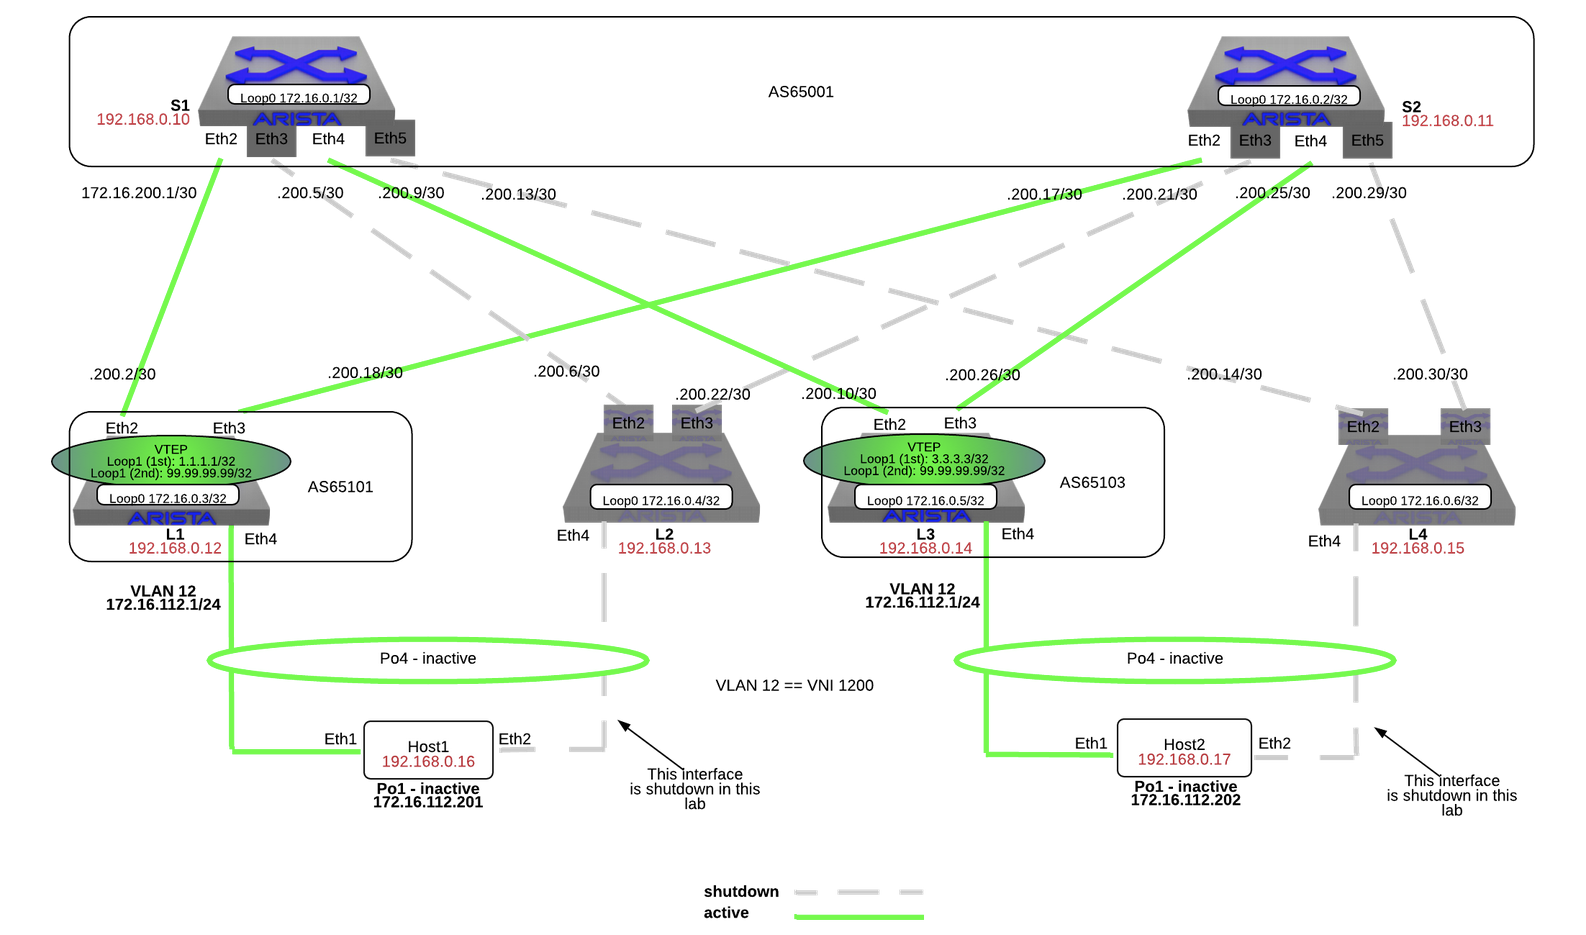 Loop0 172.16.0.1/32
ARISTA
S1
192.168.0.10
Eth2
Eth3
Eth4
Eth5
AS65001
Loop0 172.16.0.2/32
ARISTA
S2
192.168.0.11
Eth2
Eth3
Eth4
Eth5
172.16.200.1/30
.200.5/30
.200.9/30
.200.13/30
.200.17/30
.200.21/30
.200.25/30
.200.29/30
.200.2/30
.200.18/30
.200.6/30
.200.22/30
.200.10/30
.200.26/30
.200.14/30
.200.30/30
Eth2
Eth3
VTEP
Loop1 (1st): 1.1.1.1/32
Loop1 (2nd): 99.99.99.99/32
Loop0 172.16.0.3/32
ARISTA
AS65101
L1
192.168.0.12
Eth4
Eth2
Eth3
Loop0 172.16.0.4/32
ARISTA
Eth4
L2
192.168.0.13
Eth2
Eth3
VTEP
Loop1 (1st): 3.3.3.3/32
Loop1 (2nd): 99.99.99.99/32
Loop0 172.16.0.5/32
ARISTA
AS65103
L3
192.168.0.14
Eth4
Eth2
Eth3
Loop0 172.16.0.6/32
ARISTA
Eth4
L4
192.168.0.15
VLAN 12
172.16.112.1/24
VLAN 12
172.16.112.1/24
Po4 - inactive
Po4 - inactive
VLAN 12 == VNI 1200
Eth1
Host1
192.168.0.16
Eth2
Po1 - inactive
172.16.112.201
This interface
is shutdown in this
lab
Eth1
Host2
192.168.0.17
Eth2
Po1 - inactive
172.16.112.202
This interface
is shutdown in this
lab
shutdown
active